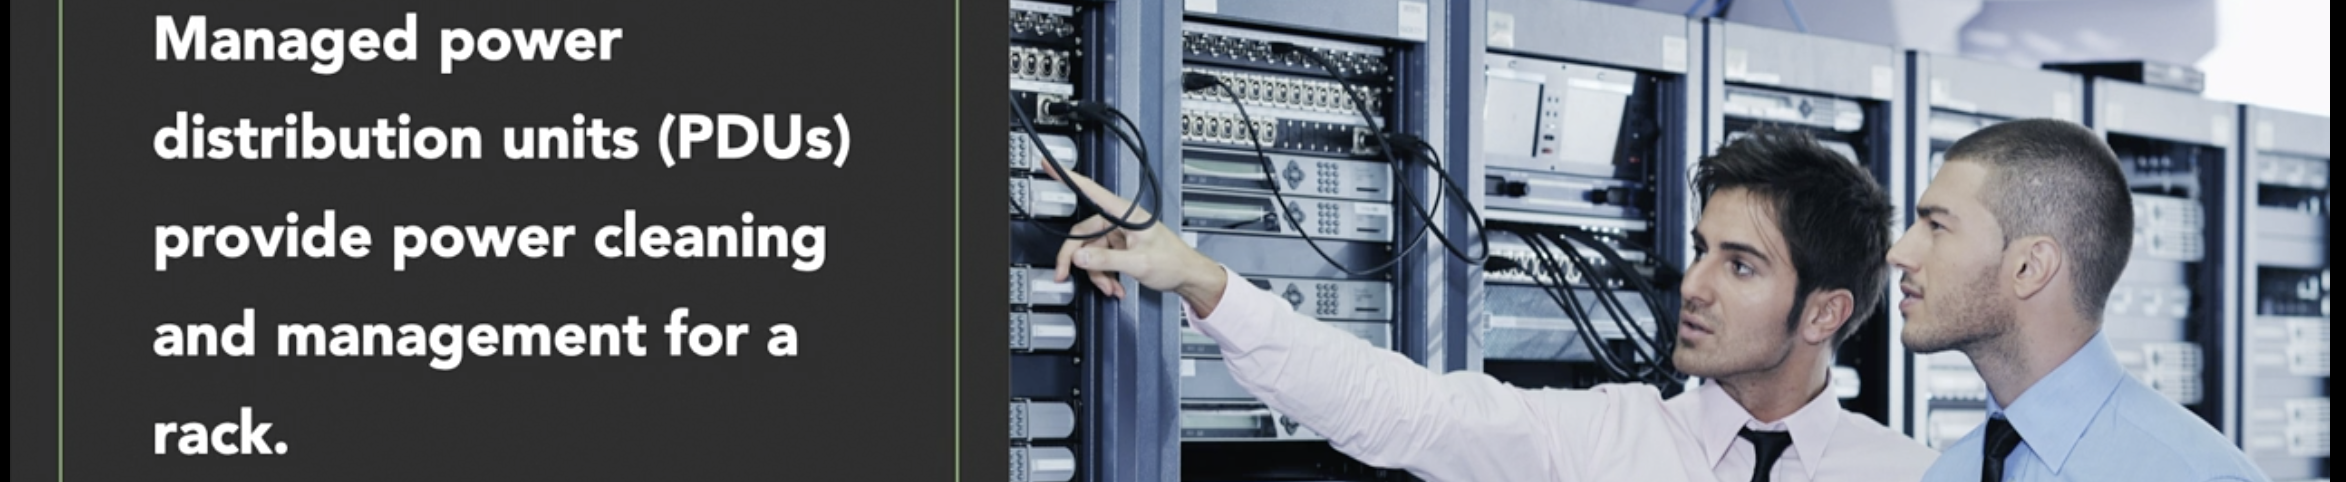 Managed power
distribution units (PDUs)
provide power cleaning
and management for a
rack.